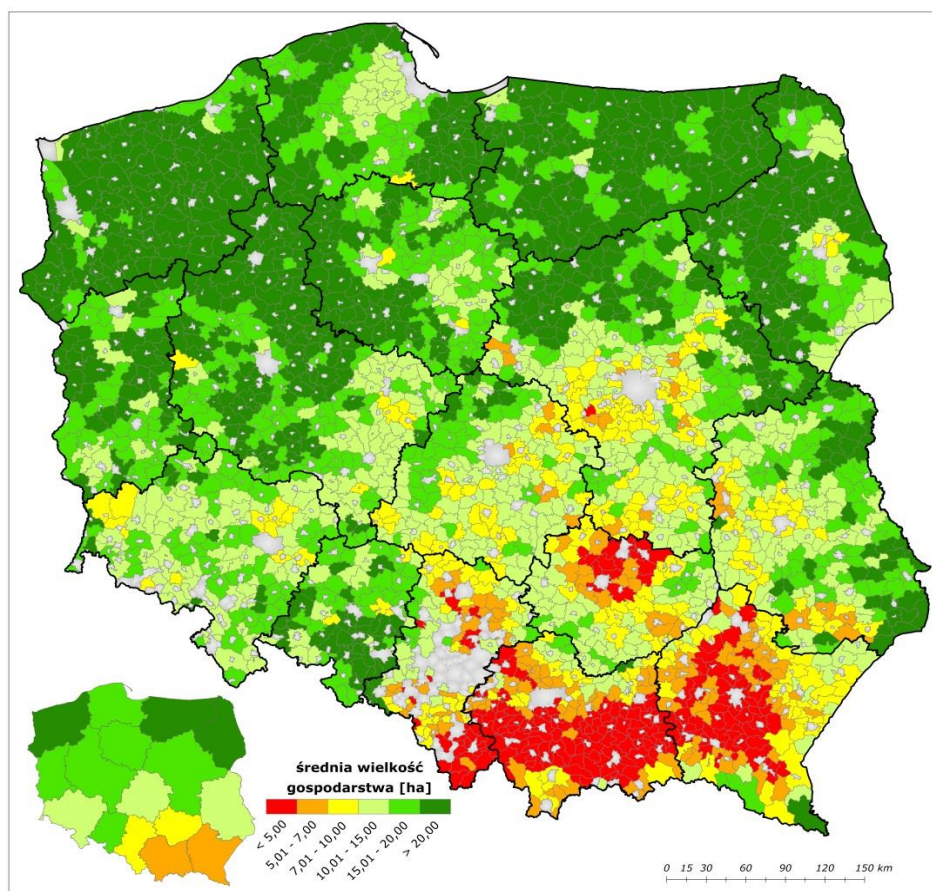 średnia wielkość
gospodarstwa [ha]
< 5,00
5,01 - 7,00
7,01 - 10,00
10,01 - 15,00
15,01 - 20,00
> 20,00
0 15 30 60 90 120 150 km